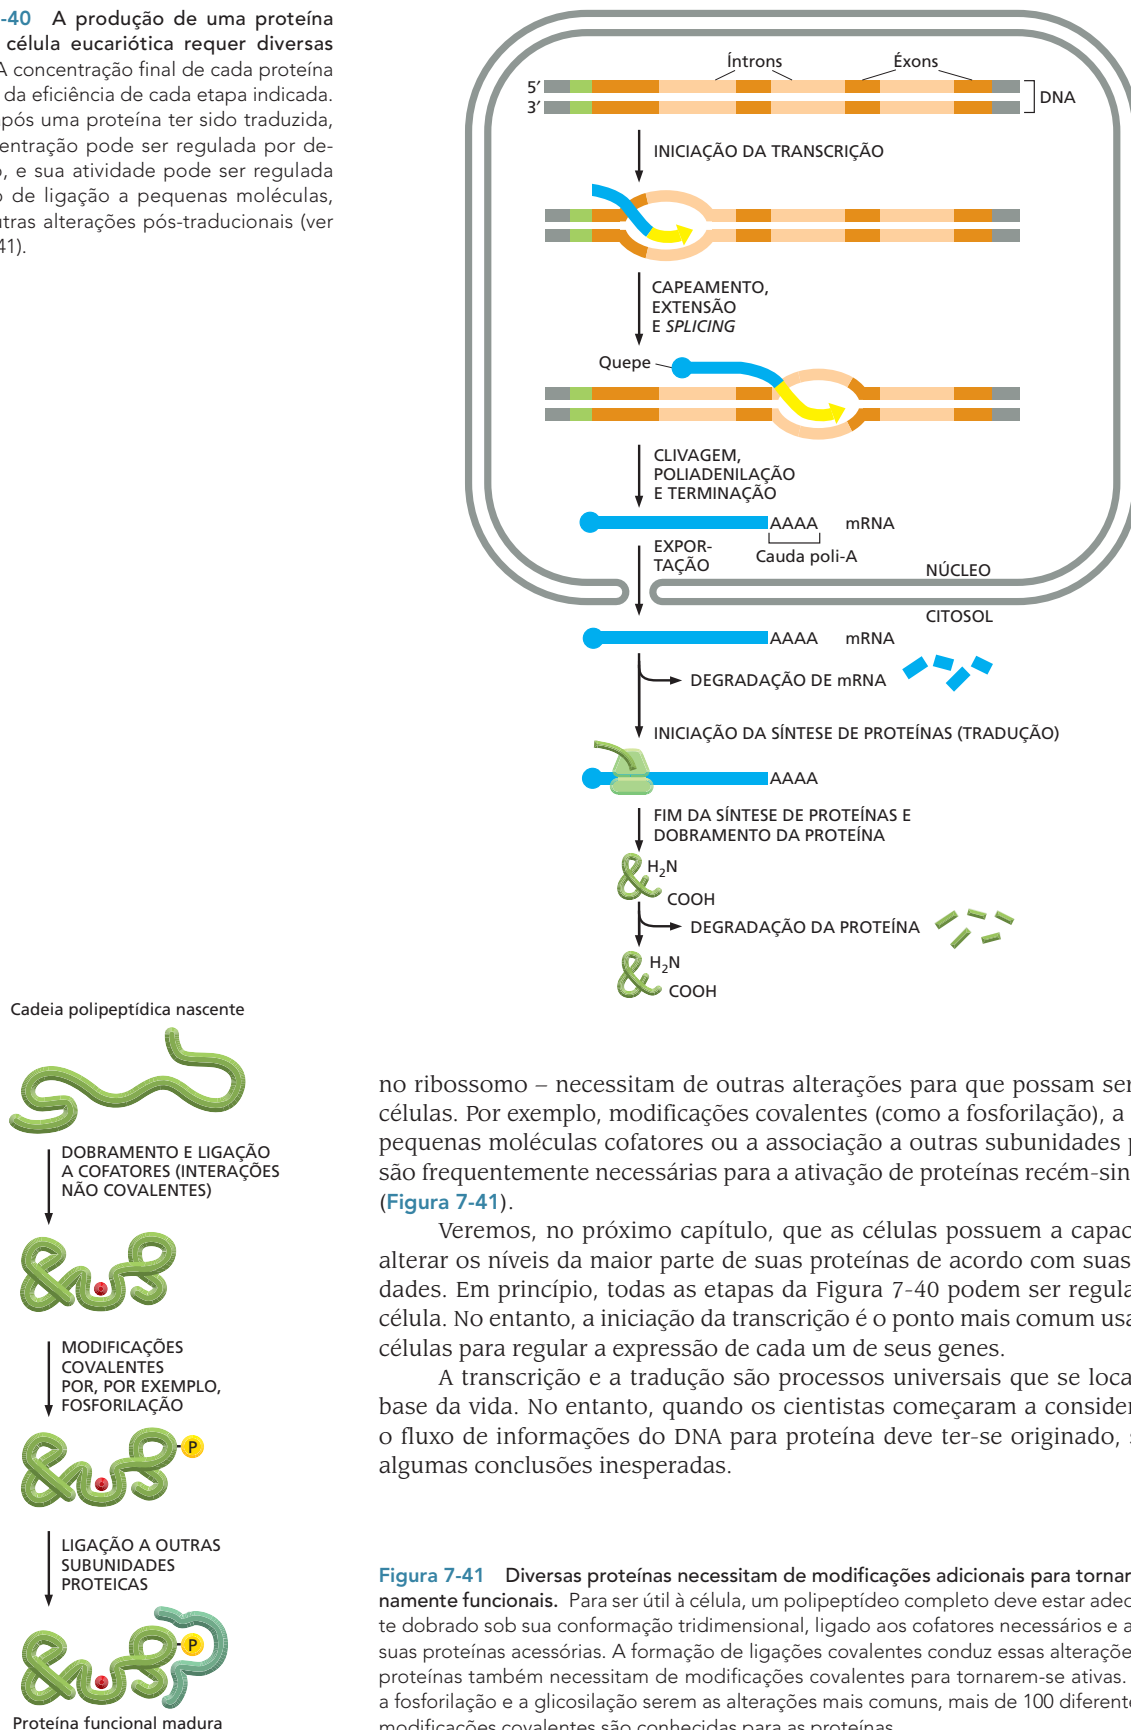 -40 A produção de uma proteína
célula eucariótica requer diversas
A concentração final de cada proteína
da eficiência de cada etapa indicada.
após uma proteína ter sido traduzida,
centração pode ser regulada por de-
o, e sua atividade pode ser regulada
o de ligação a pequenas moléculas,
utras alterações pós-traducionais (ver
41).
Íntrons
Éxons
5′
3′
DNA
INICIAÇÃO DA TRANSCRIÇÃO
CAPEAMENTO,
EXTENSÃO
E SPLICING
Quepe
CLIVAGEM,
POLIADENILAÇÃO
E TERMINAÇÃO
AAAA mRNA
Cauda poli-A
EXPOR-
TAÇÃO
NÚCLEO
CITOSOL
AAAA mRNA
DEGRADAÇÃO DE mRNA
INICIAÇÃO DA SÍNTESE DE PROTEÍNAS (TRADUÇÃO)
AAAA
FIM DA SÍNTESE DE PROTEÍNAS E
DOBRAMENTO DA PROTEÍNA
H2N
COOH
DEGRADAÇÃO DA PROTEÍNA
H2N
COOH
Cadeia polipeptídica nascente
DOBRAMENTO E LIGAÇÃO
A COFATORES (INTERAÇÕES
NÃO COVALENTES)
MODIFICAÇÕES
COVALENTES
POR, POR EXEMPLO,
FOSFORILAÇÃO
P
LIGAÇÃO A OUTRAS
SUBUNIDADES
PROTEICAS
P
Proteína funcional madura
no ribossomo – necessitam de outras alterações para que possam ser
células. Por exemplo, modificações covalentes (como a fosforilação), a
pequenas moléculas cofatores ou a associação a outras subunidades p
são frequentemente necessárias para a ativação de proteínas recém-sin
(Figura 7-41).
Veremos, no próximo capítulo, que as células possuem a capac
alterar os níveis da maior parte de suas proteínas de acordo com suas
dades. Em princípio, todas as etapas da Figura 7-40 podem ser regula
célula. No entanto, a iniciação da transcrição é o ponto mais comum usa
células para regular a expressão de cada um de seus genes.
A transcrição e a tradução são processos universais que se loca
base da vida. No entanto, quando os cientistas começaram a consider
o fluxo de informações do DNA para proteína deve ter-se originado, s
algumas conclusões inesperadas.
Figura 7-41 Diversas proteínas necessitam de modificações adicionais para tornar
namente funcionais. Para ser útil à célula, um polipeptídeo completo deve estar adec
te dobrado sob sua conformação tridimensional, ligado aos cofatores necessários e a
suas proteínas acessórias. A formação de ligações covalentes conduz essas alteraçõe
proteínas também necessitam de modificações covalentes para tornarem-se ativas.
a fosforilação e a glicosilação serem as alterações mais comuns, mais de 100 diferente
modificações covalentes são conhecidas para as proteínas.